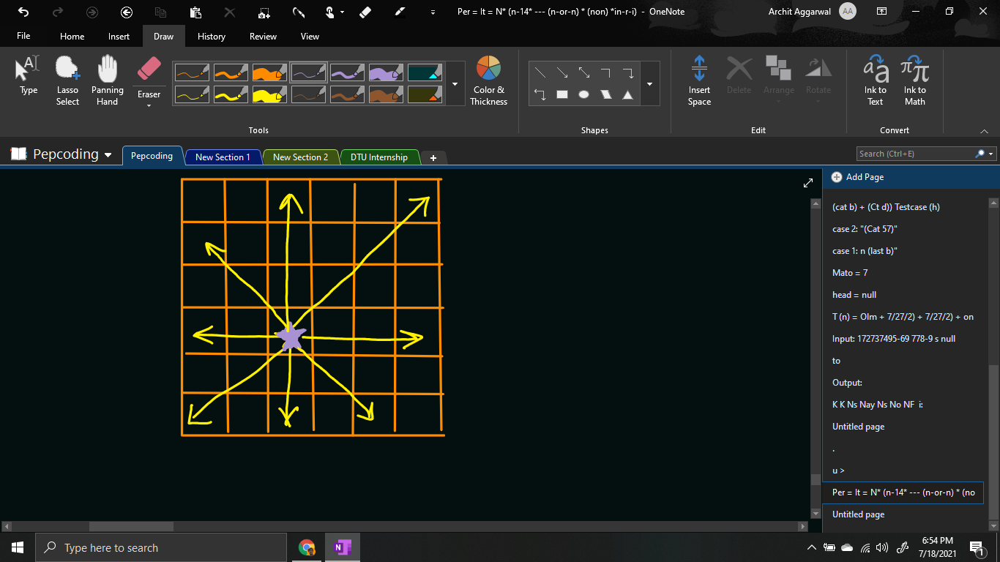 Per = It = N* (n-14* --- (n-or-n) * (non) *in-r-i) - OneNote
Archit Aggarwal
AA
File
Home
Insert
Draw
History
Review
View
Type
Lasso Select
Panning Hand
Eraser
Color & Thickness
Insert Space
Delete
Arrange
Rotate
Ink to Text
Ink to Math
Tools
Shapes
Edit
Convert
Pepcoding
Pepcoding
New Section 1
New Section 2
DTU Internship
+
Search (Ctrl+E)
Add Page
(cat b) + (Ct d)) Testcase (h)
case 2: "(Cat 57)"
case 1: n (last b)"
Mato = 7
head = null
T (n) = Olm + 7/27/2) + 7/27/2) + on
Input: 172737495-69 778-9 s null
to
Output:
K K Ns Nay Ns No NF i:
Untitled page
.
u >
Per = It = N* (n-14* --- (n-or-n) * (no
Untitled page
Type here to search
6:54 PM
7/18/2021
1